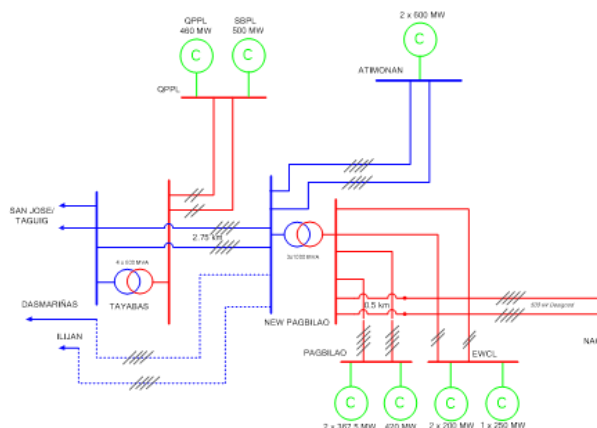 QPPL
460 MW
SBPL
500 MW
C
C
QPPL
2 x 600 MW
C
ATIMONAN
SAN JOSE/
TAGUIG
2.75 km
TAYABAS
DASMARIÑAS
ILIJAN
NEW PAGBILAO
0.5 km
PAGBILAO
EWCL
C
C
C
C
2 x 367.5 MW
420 MW
2 x 200 MW
1 x 250 MW